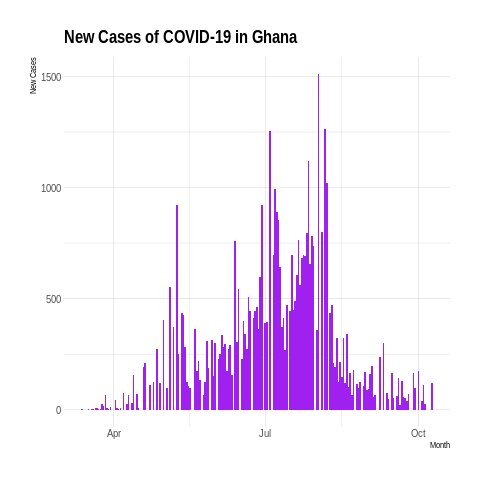 New Cases of COVID-19 in Ghana
New Cases
1500
1000
500
0
Apr
Jul
Oct
Month